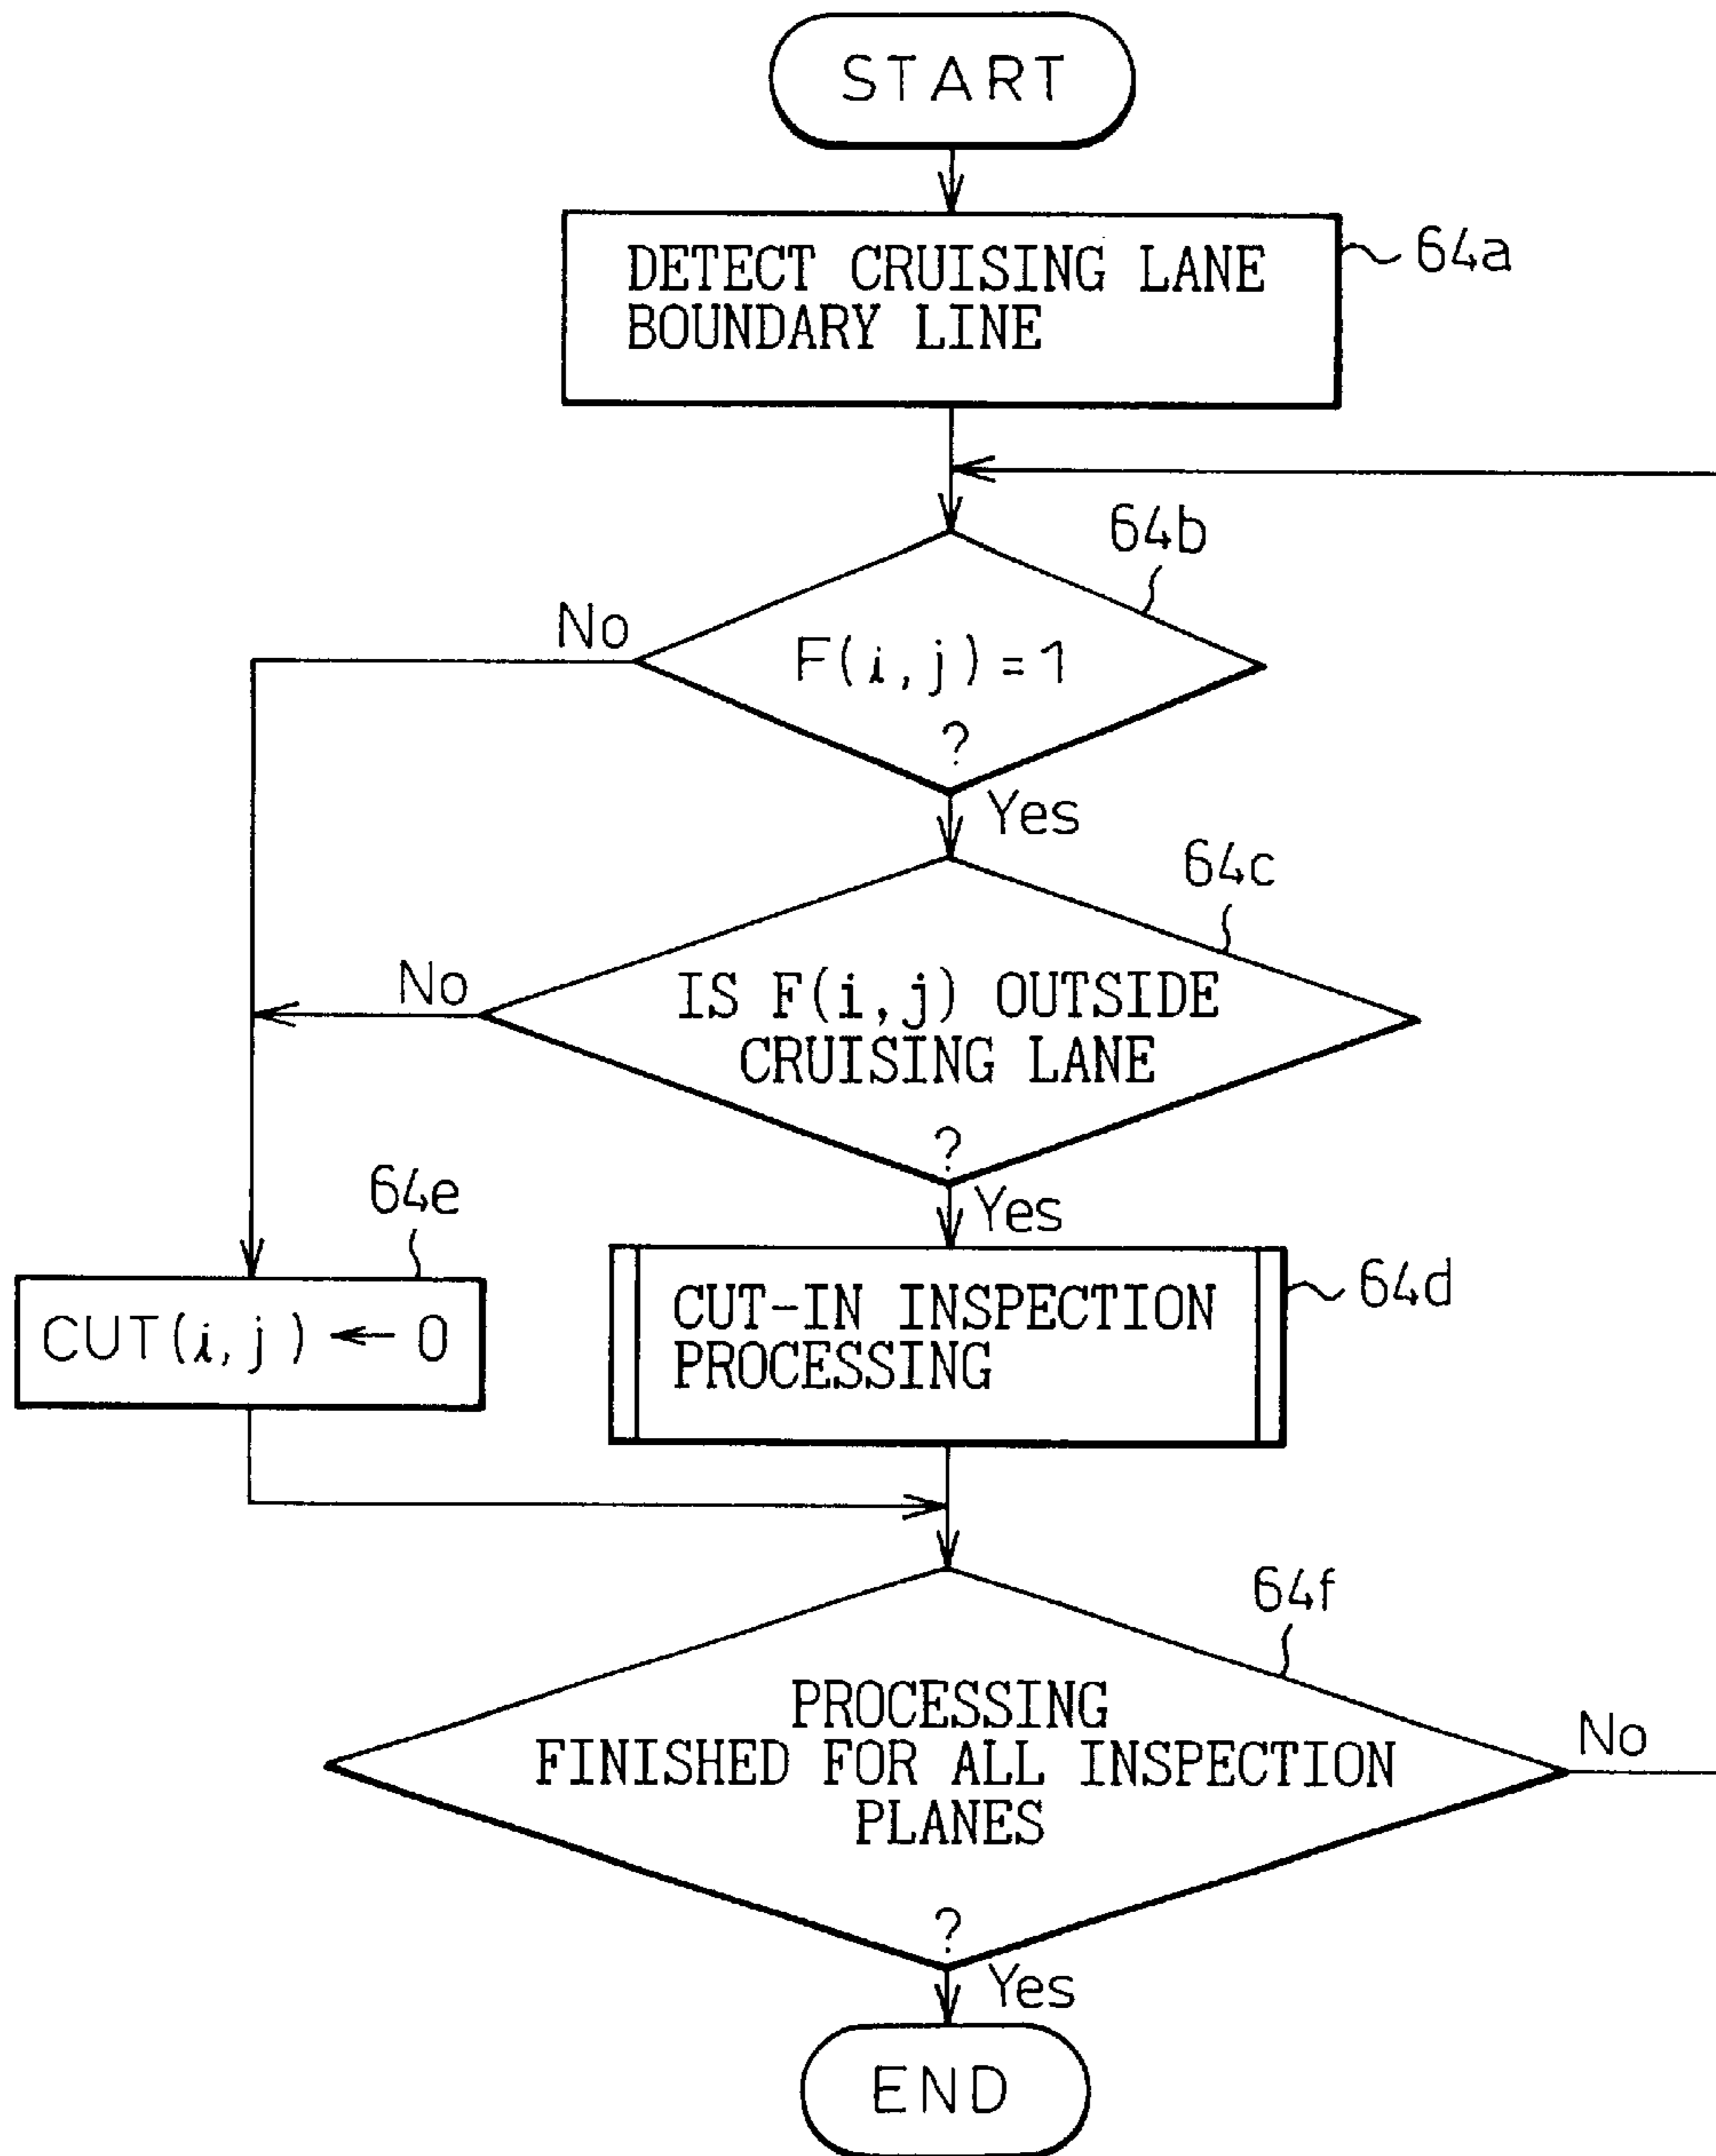 START
DETECT CRUISING LANE
BOUNDARY LINE
64a
64b
No
F(i,j)=1
?
Yes
64c
No
IS F(i,j) OUTSIDE
CRUISING LANE
?
Yes
64e
CUT(i,j) ← 0
CUT-IN INSPECTION
PROCESSING
64d
64f
PROCESSING
FINISHED FOR ALL INSPECTION
PLANES
?
No
Yes
END